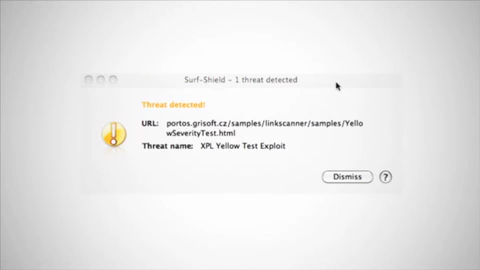 Surf-Shield - 1 threat detected
Threat detected!
URL: portos.grisoft.cz/samples/linkscanner/samples/Yello
wSeverityTest.html
Threat name: XPL Yellow Test Exploit
Dismiss ?